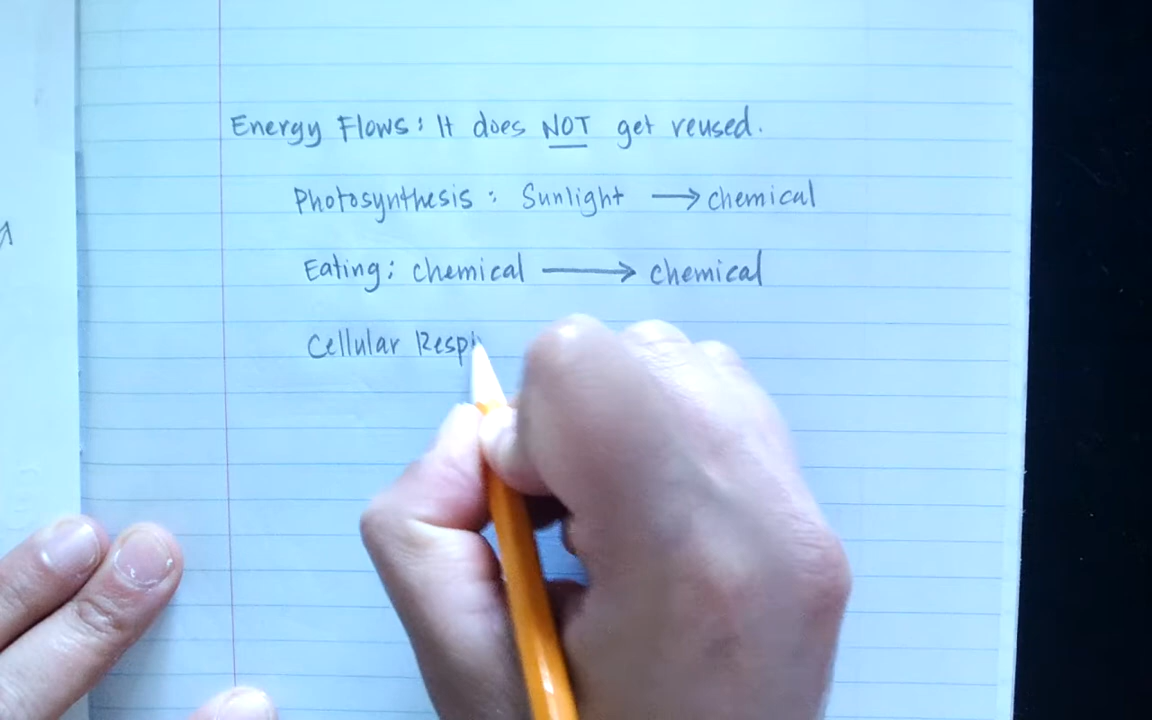 Energy Flows: It does NOT get reused.
Photosynthesis: Sunlight → chemical
Eating: chemical → chemical
Cellular Respi